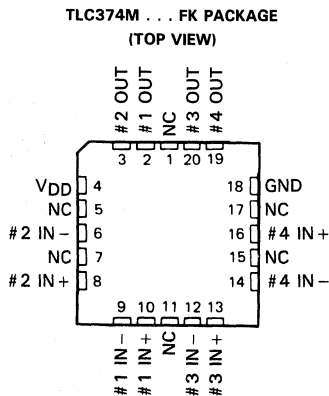 TLC374M . . . FK PACKAGE
(TOP VIEW)
#2 OUT
#1 OUT
NC
#3 OUT
#4 OUT
3 2 1 20 19
VDD 4
NC 5
#2 IN- 6
NC 7
#2 IN+ 8
18 GND
17 NC
16 #4 IN+
15 NC
14 #4 IN-
9 10 11 12 13
#1 IN-
#1 IN+
NC
#3 IN-
#3 IN+